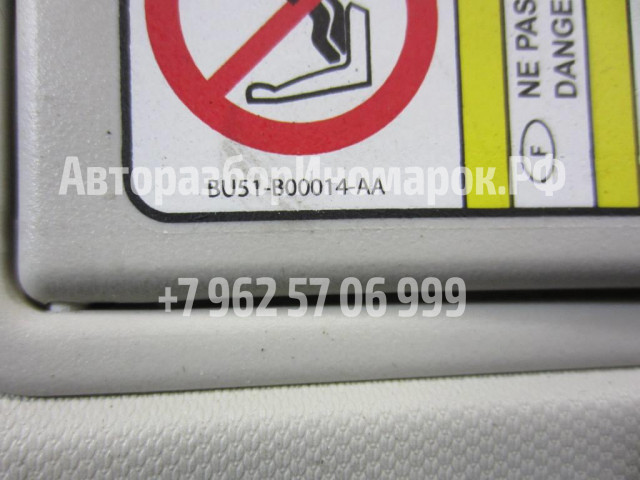 NE PAS
DANGE
F
АвторазборИномарок.РФ
BU51-B00014-AA
+7 962 57 06 999